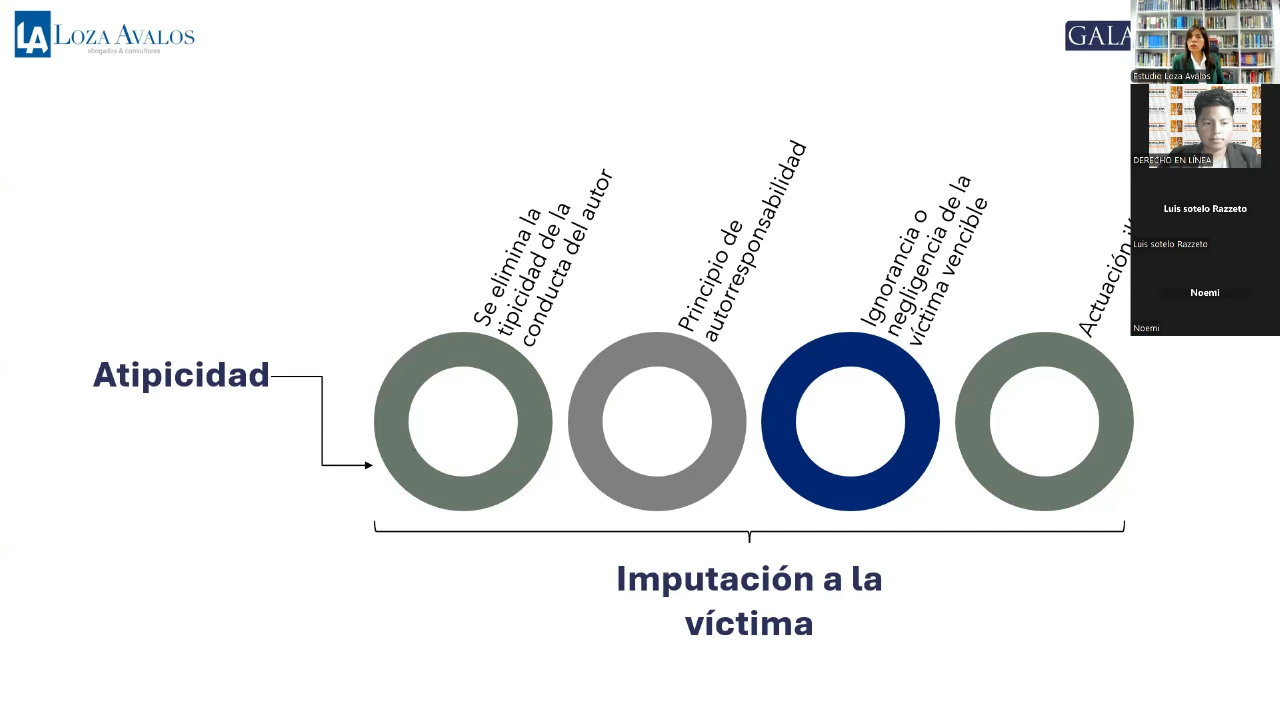 LA
LOZA AVALOS
abogados & consultores
GALA
Estudio Loza Avalos
DERECHO EN LÍNEA
Luis sotelo Razzeto
Luis sotelo Razzeto
Noemi
Noemi
Se elimina la
tipicidad de la
conducta del autor
Principio de
autorresponsabilidad
Ignorancia o
negligencia de la
víctima vencible
Actuación
Atipicidad
Imputación a la
víctima